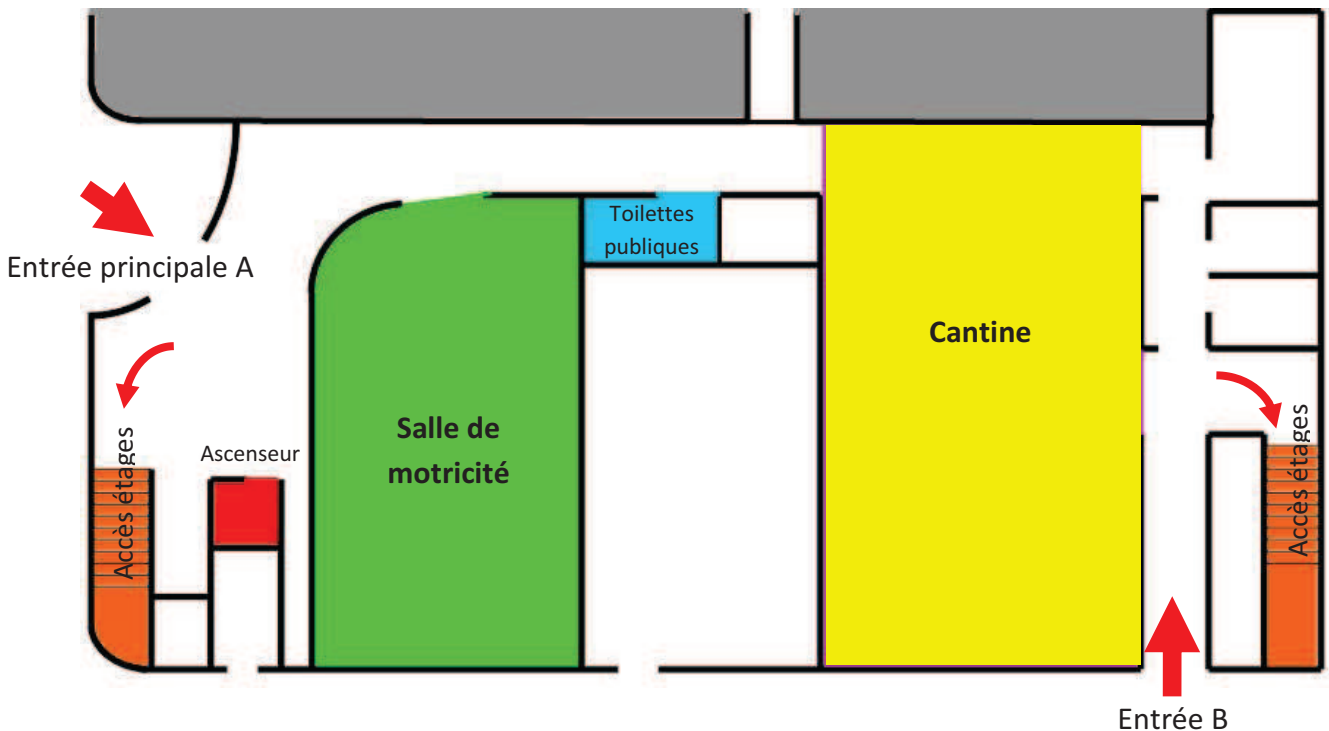 Toilettes
publiques
Entrée principale A
Cantine
Salle de
motricité
Ascenseur
Accès étages
Accès étages
Entrée B